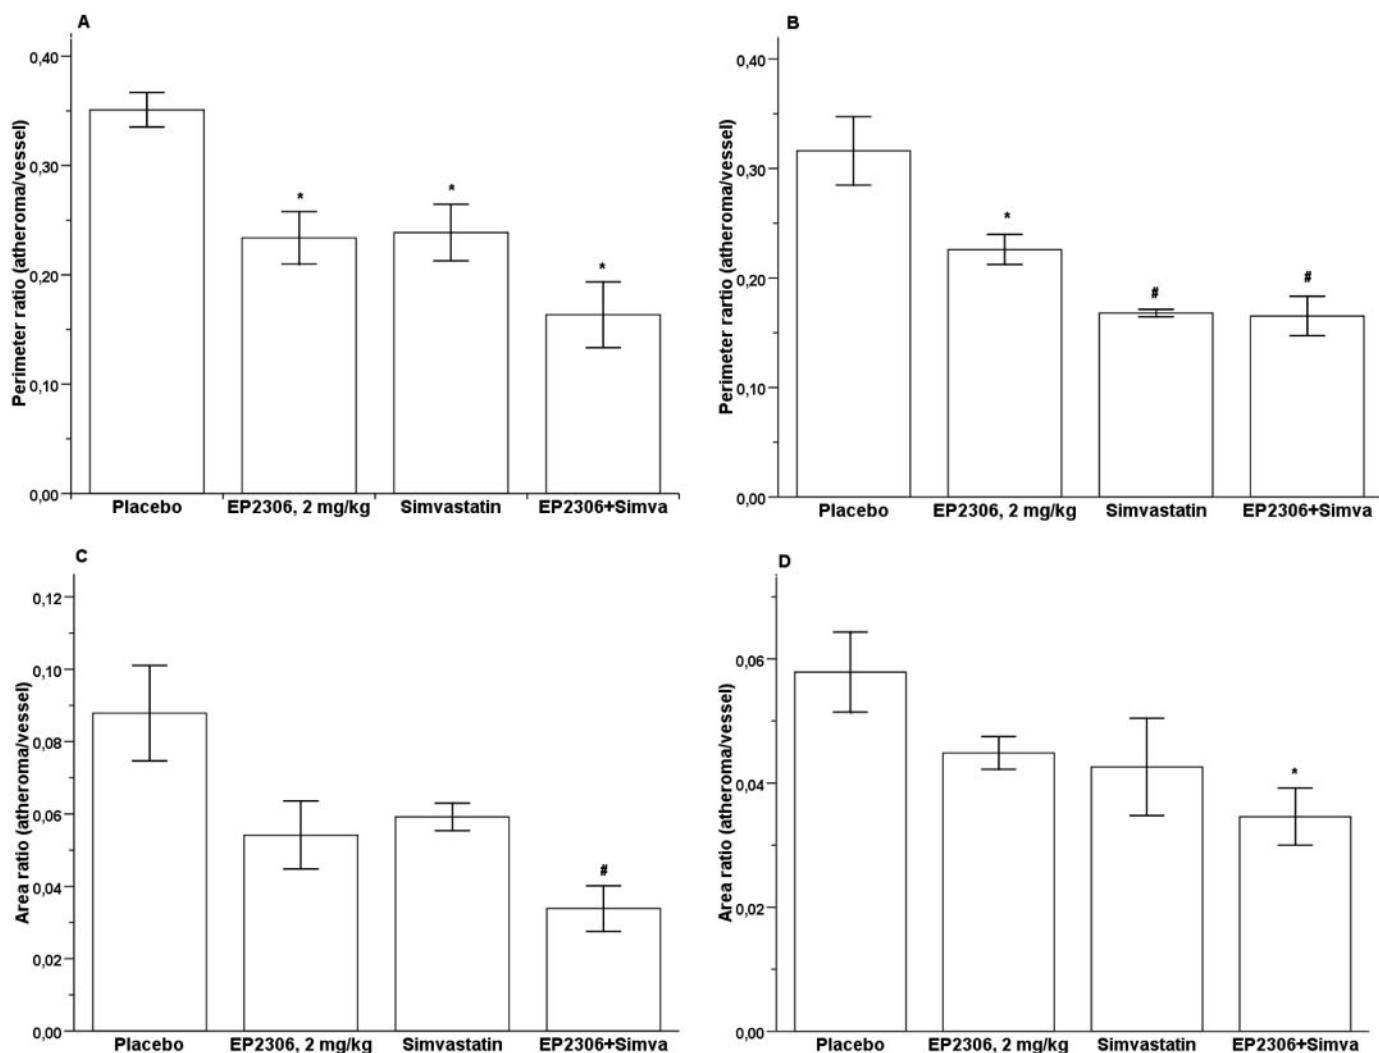 A
Perimeter ratio (atheroma/vessel)
0,40
0,30
0,20
0,10
0,00
*
*
*
Placebo EP2306, 2 mg/kg Simvastatin EP2306+Simva
B
Perimeter rartio (atheroma/vessel)
0,40
0,30
0,20
0,10
0,00
*
#
#
Placebo EP2306, 2 mg/kg Simvastatin EP2306+Simva
C
Area ratio (atheroma/vessel)
0,12
0,10
0,08
0,06
0,04
0,02
0,00
#
Placebo EP2306, 2 mg/kg Simvastatin EP2306+Simva
D
Area ratio (atheroma/vessel)
0,06
0,04
0,02
0,00
*
Placebo EP2306, 2 mg/kg Simvastatin EP2306+Simva